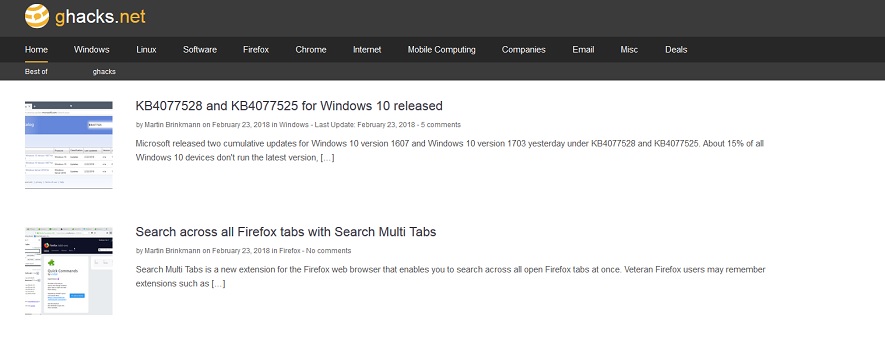 ghacks.net
Home Windows Linux Software Firefox Chrome Internet Mobile Computing Companies Email Misc Deals
Best of ghacks
KB4077528 and KB4077525 for Windows 10 released
by Martin Brinkmann on February 23, 2018 in Windows - Last Update: February 23, 2018 - 5 comments
Microsoft released two cumulative updates for Windows 10 version 1607 and Windows 10 version 1703 yesterday under KB4077528 and KB4077525. About 15% of all
Windows 10 devices don't run the latest version, […]
Search across all Firefox tabs with Search Multi Tabs
by Martin Brinkmann on February 23, 2018 in Firefox - No comments
Search Multi Tabs is a new extension for the Firefox web browser that enables you to search across all open Firefox tabs at once. Veteran Firefox users may remember
extensions such as […]
Quick Commands